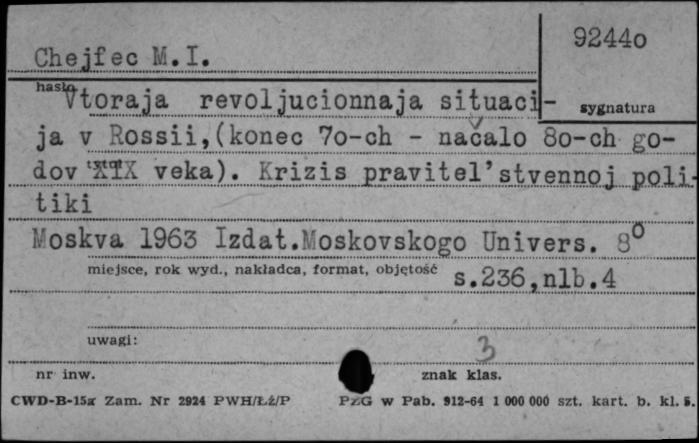 Chejfec M.I.
92440
hasło
Vtoraja revoljucionnaja situaci-
sygnatura
ja v Rossii,(konec 7o-ch - načalo 8o-ch go-
dov XIX veka). Krizis pravitel'stvennoj poli-
tiki
Moskva 1963 Izdat.Moskovskogo Univers. 8°
miejsce, rok wyd., nakładca, format, objętość
s.236,nlb.4
uwagi:
3
nr inw.
znak klas.
CWD-B-15a Zam. Nr 2924 PWH/Łż/P PZG w Pab. 912-64 1 000 000 szt. kart. b. kl. 5.